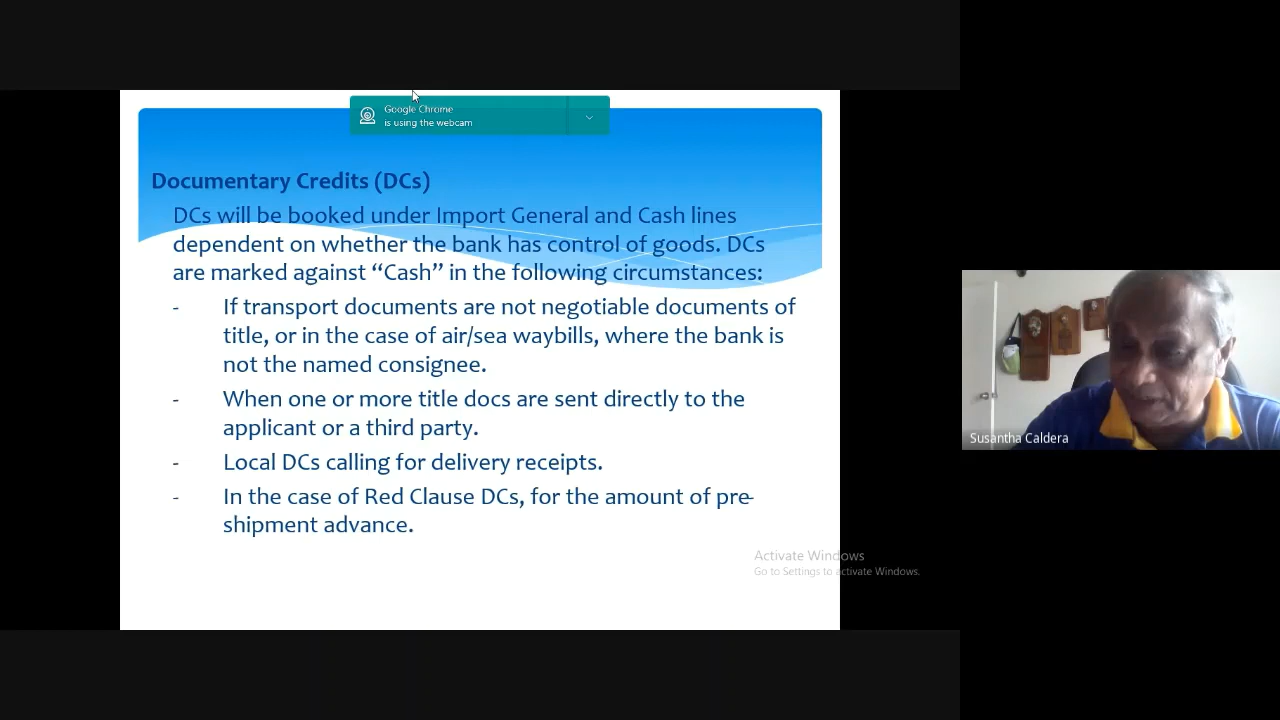 Google Chrome
is using the webcam
Documentary Credits (DCs)
DCs will be booked under Import General and Cash lines
dependent on whether the bank has control of goods. DCs
are marked against “Cash” in the following circumstances:
- If transport documents are not negotiable documents of
title, or in the case of air/sea waybills, where the bank is
not the named consignee.
- When one or more title docs are sent directly to the
applicant or a third party.
- Local DCs calling for delivery receipts.
- In the case of Red Clause DCs, for the amount of pre-
shipment advance.
Susantha Caldera
Activate Windows
Go to Settings to activate Windows.